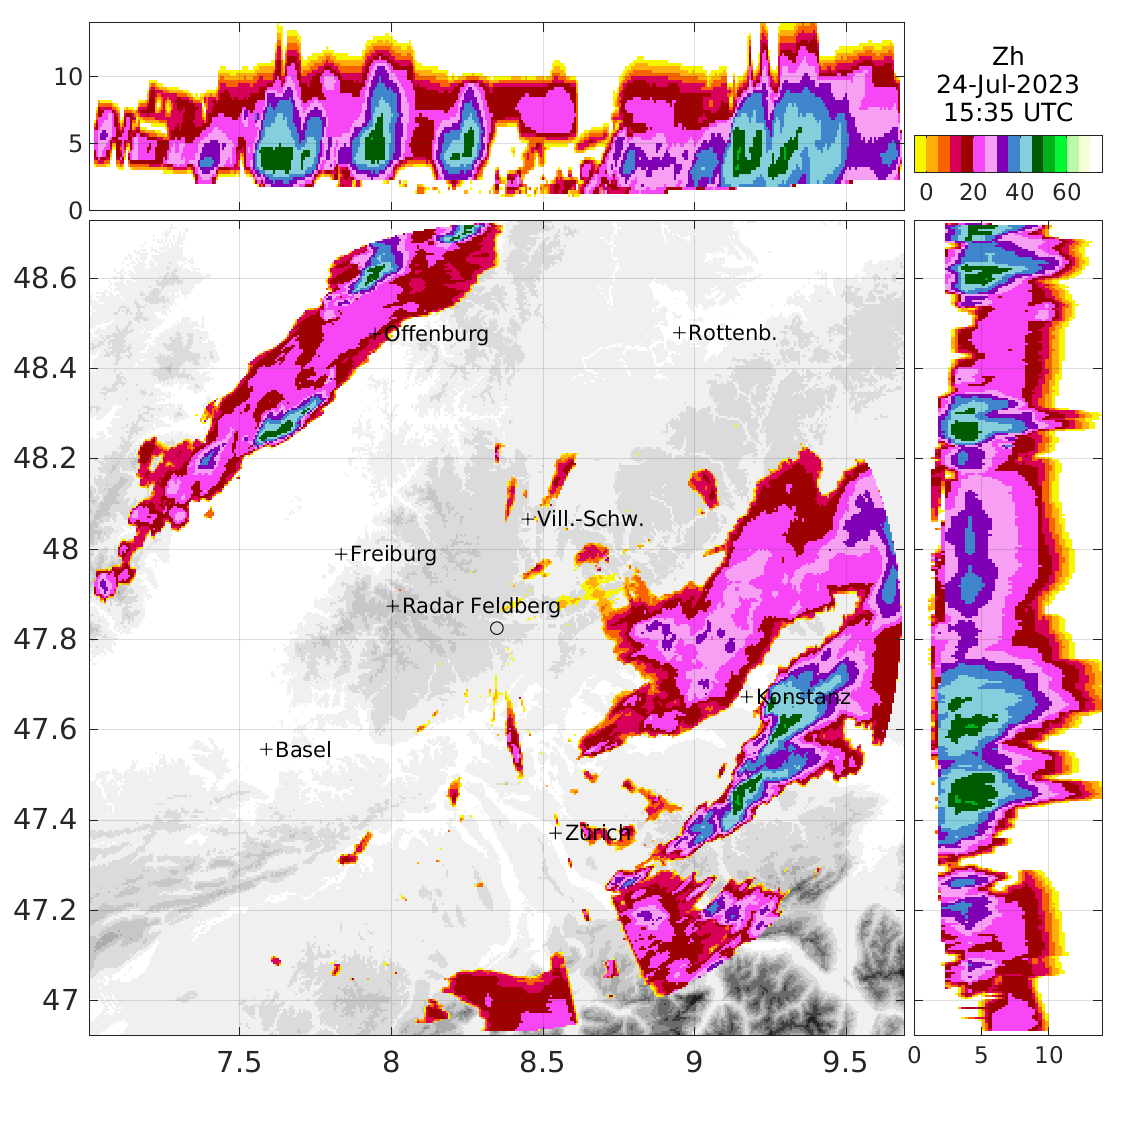 10
5
0
Zh
24-Jul-2023
15:35 UTC
0 20 40 60
48.6
48.4
48.2
48
47.8
47.6
47.4
47.2
47
+Offenburg
+Rottenb.
+Vill.-Schw.
+Freiburg
+Radar Feldberg
+Konstanz
+Basel
+Zürich
7.5 8 8.5 9 9.5
0 5 10